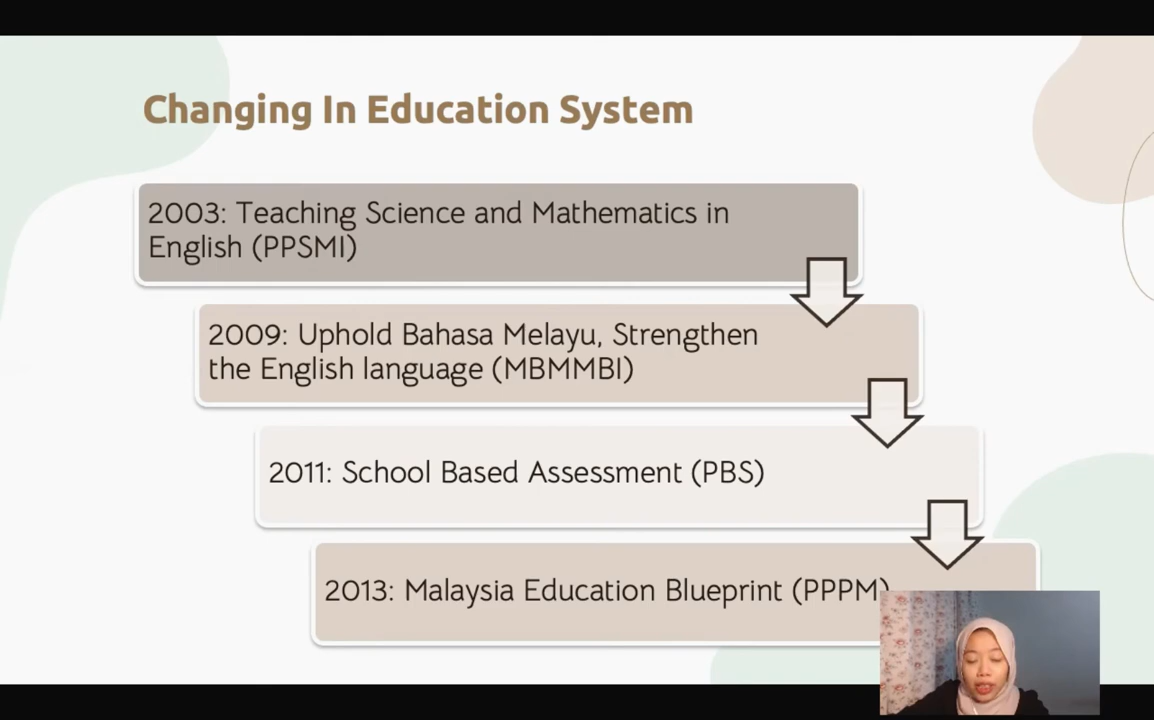 Changing In Education System
2003: Teaching Science and Mathematics in
English (PPSMI)
2009: Uphold Bahasa Melayu, Strengthen
the English language (MBMMBI)
2011: School Based Assessment (PBS)
2013: Malaysia Education Blueprint (PPPM)